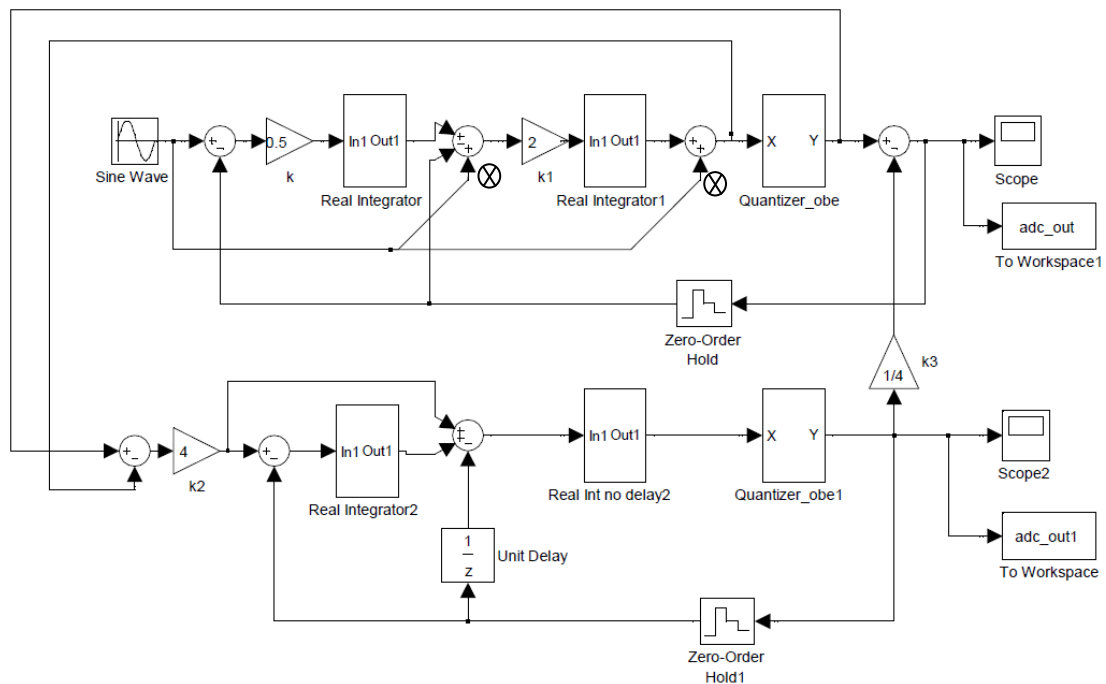 Sine Wave
+
−
0.5
k
In1 Out1
Real Integrator
+
−
+
2
k1
In1 Out1
Real Integrator1
+
+
X Y
Quantizer_obe
+
−
Scope
adc_out
To Workspace1
Zero-Order
Hold
1/4
k3
+
−
4
k2
+
−
In1 Out1
Real Integrator2
+
+
−
1
z
Unit Delay
In1 Out1
Real Int no delay2
X Y
Quantizer_obe1
Scope2
adc_out1
To Workspace
Zero-Order
Hold1